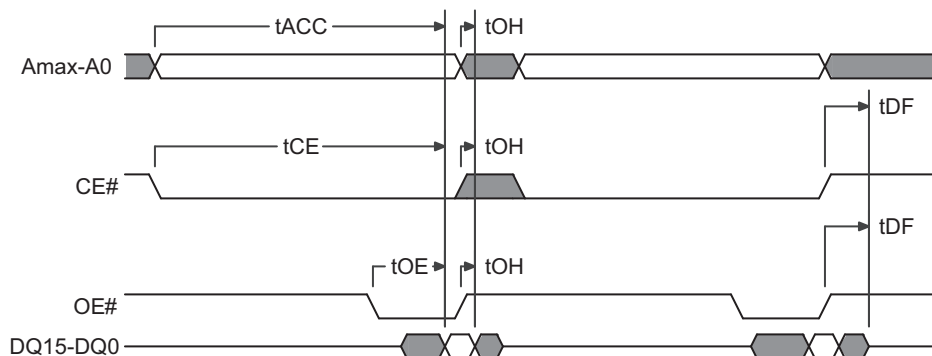 tACC tOH
Amax-A0
tDF
tCE tOH
CE#
tDF
tOE tOH
OE#
DQ15-DQ0